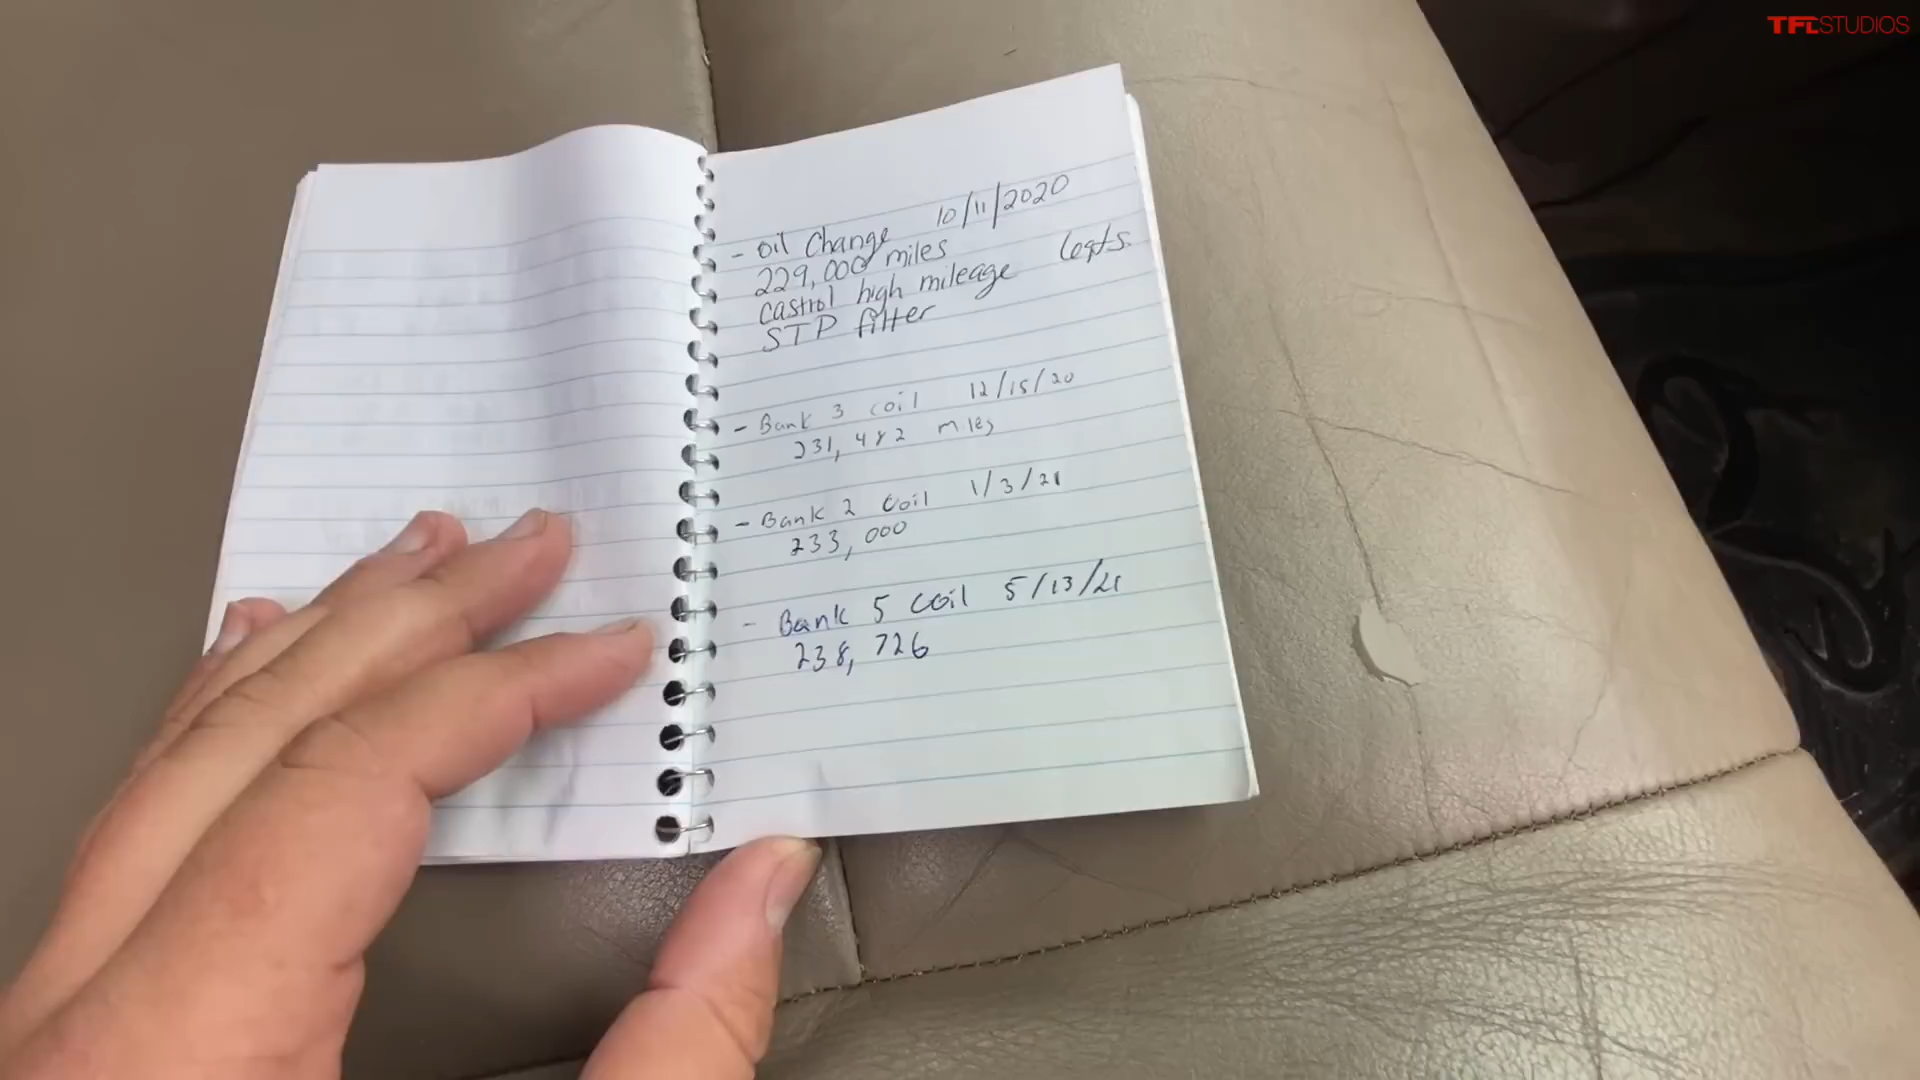 TFLSTUDIOS
- Oil Change 10/11/2020
229,000 miles 6qts.
castrol high mileage
STP filter
- Bank 3 coil 12/15/20
231,482 miles
- Bank 2 coil 1/3/21
233,000
- Bank 5 coil 5/13/21
238,726